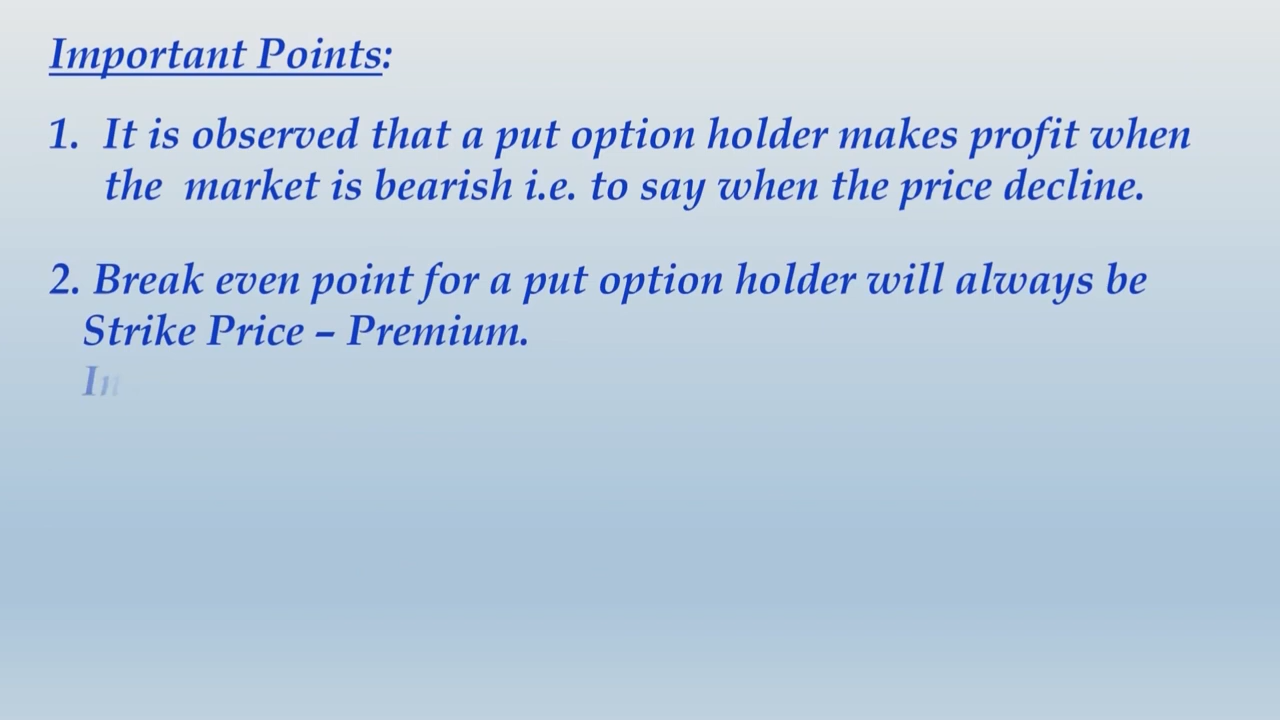 Important Points:
1. It is observed that a put option holder makes profit when
the market is bearish i.e. to say when the price decline.
2. Break even point for a put option holder will always be
Strike Price – Premium.
In